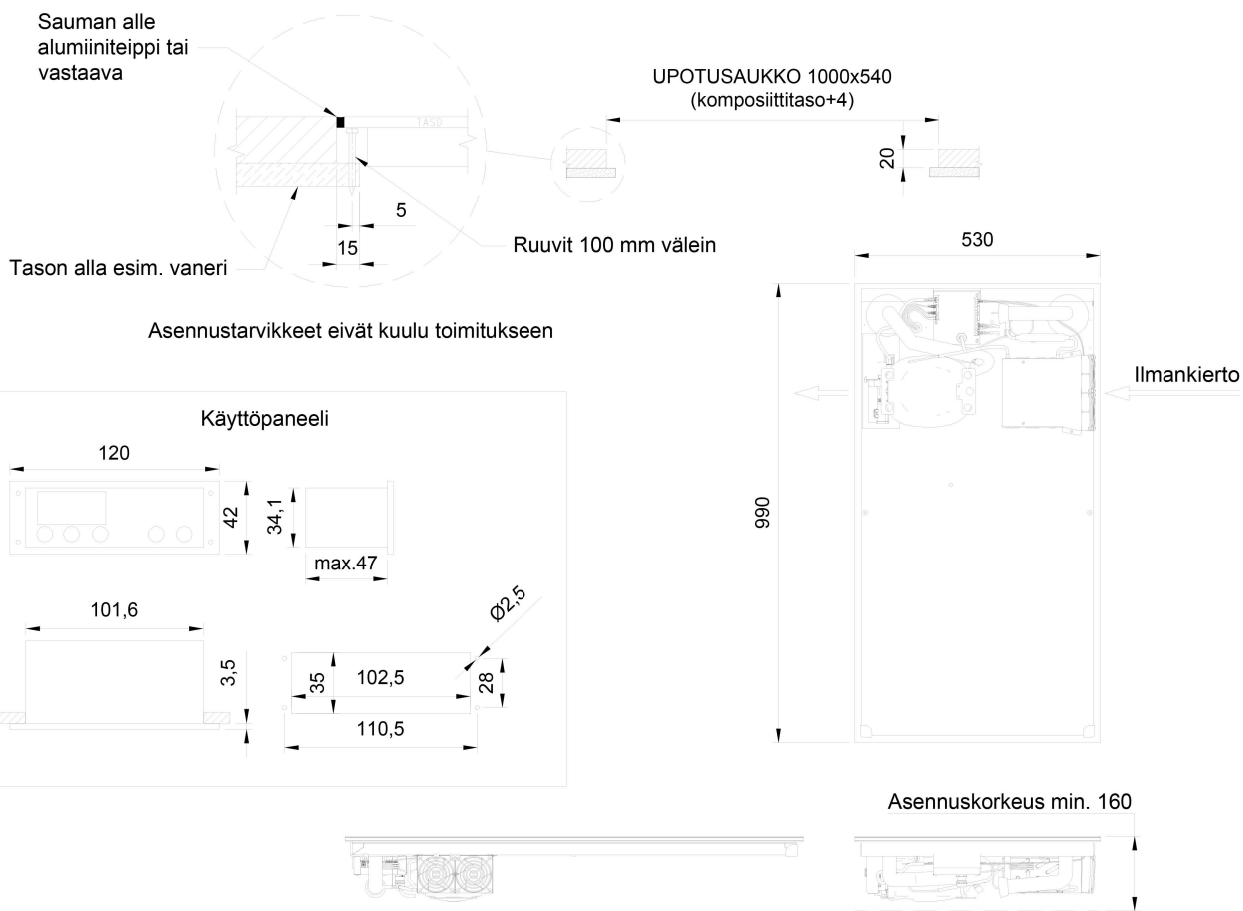 Sauman alle
alumiiniteippi tai
vastaava
TASO
5
15
Ruuvit 100 mm välein
Tason alla esim. vaneri
UPOTUSAUKKO 1000x540
(komposiittitaso+4)
20
Asennustarvikkeet eivät kuulu toimitukseen
530
990
Ilmankierto
Käyttöpaneeli
120
42
34,1
max.47
101,6
3,5
Ø2,5
35
102,5
28
110,5
Asennuskorkeus min. 160